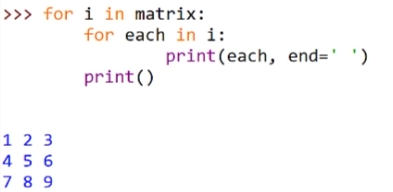 >>> for i in matrix:
        for each in i:
                print(each, end=' ')
        print()
1 2 3
4 5 6
7 8 9